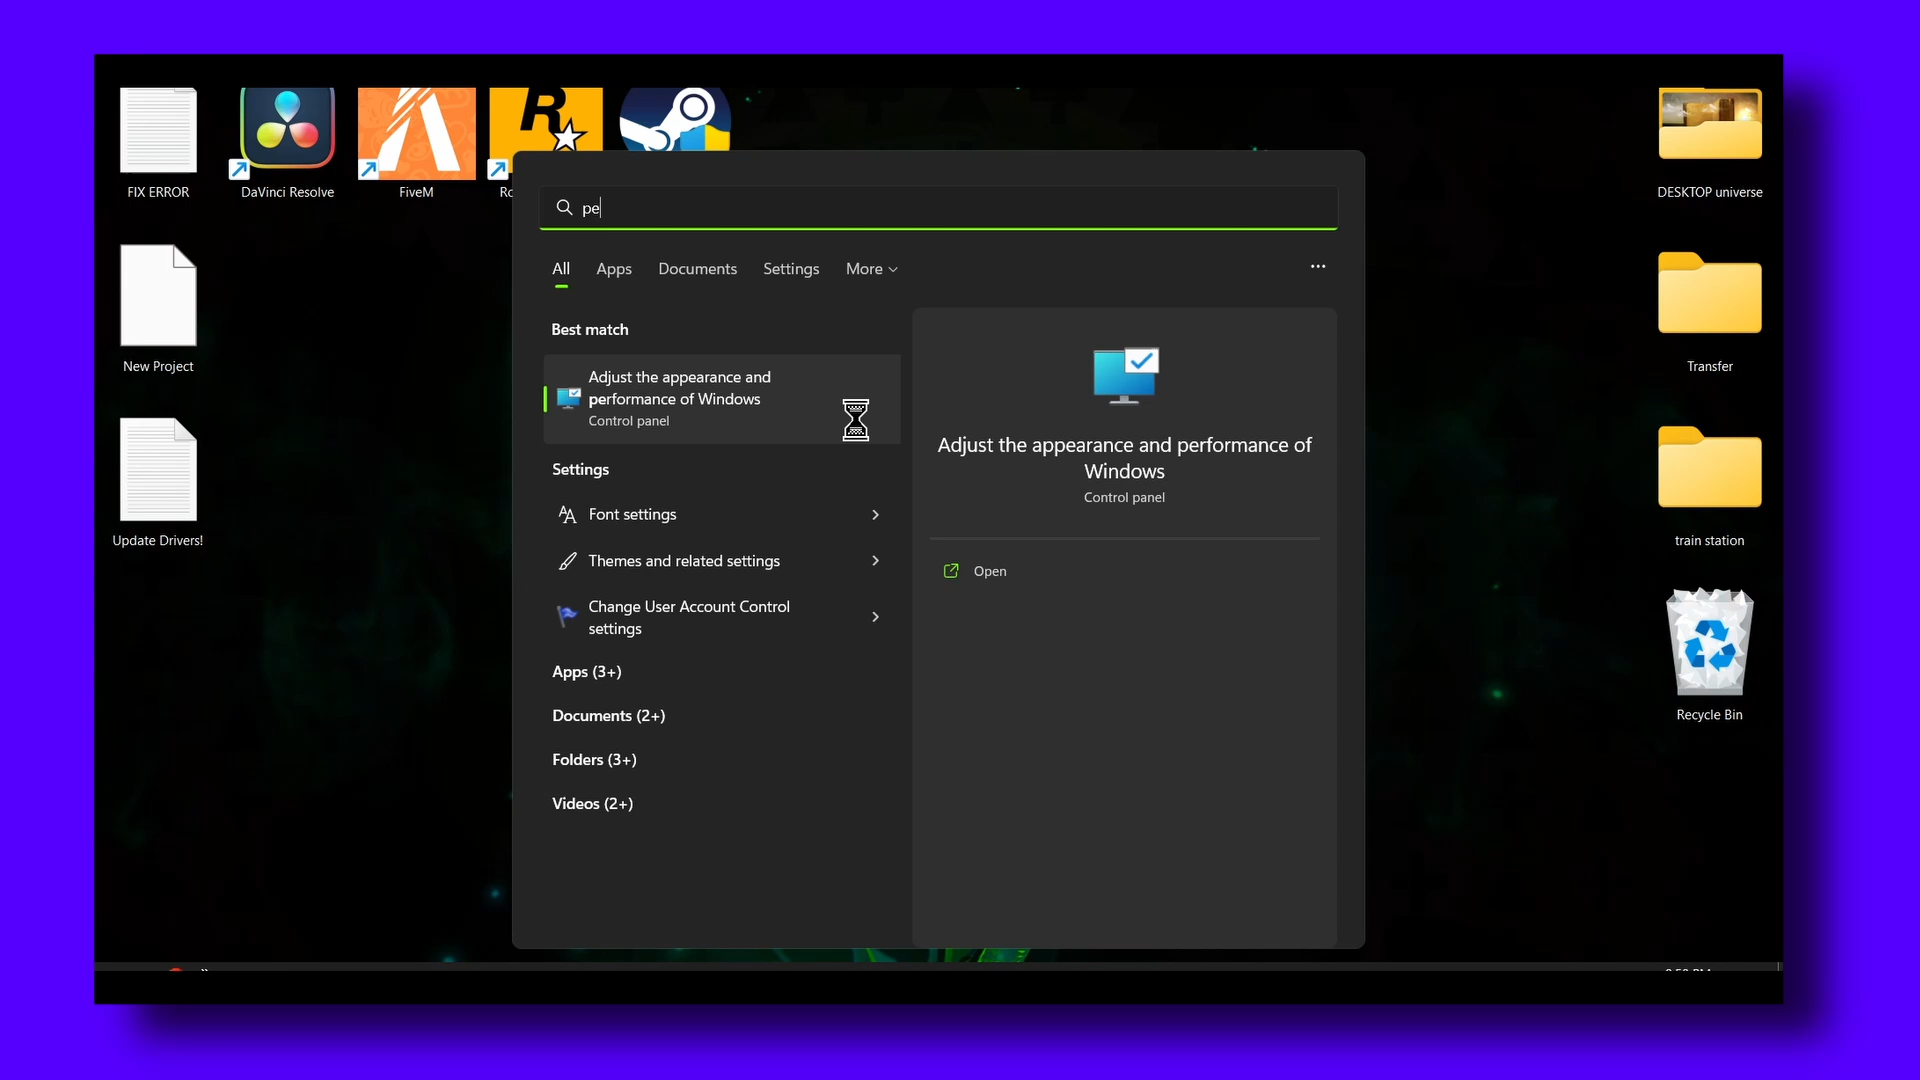 FIX ERROR
DaVinci Resolve
FiveM
Ro
DESKTOP universe
pe
All
Apps
Documents
Settings
More
Best match
Adjust the appearance and
performance of Windows
Control panel
Settings
Font settings
Themes and related settings
Change User Account Control
settings
Apps (3+)
Documents (2+)
Folders (3+)
Videos (2+)
Adjust the appearance and performance of
Windows
Control panel
Open
New Project
Update Drivers!
Transfer
train station
Recycle Bin